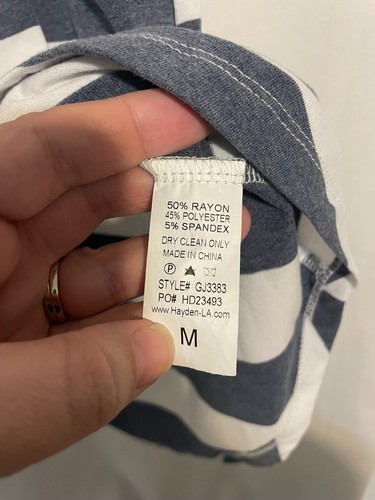 50% RAYON
45% POLYESTER
5% SPANDEX
DRY CLEAN ONLY
MADE IN CHINA
P
STYLE# GJ3383
PO# HD23493
www.Hayden-LA.com
M